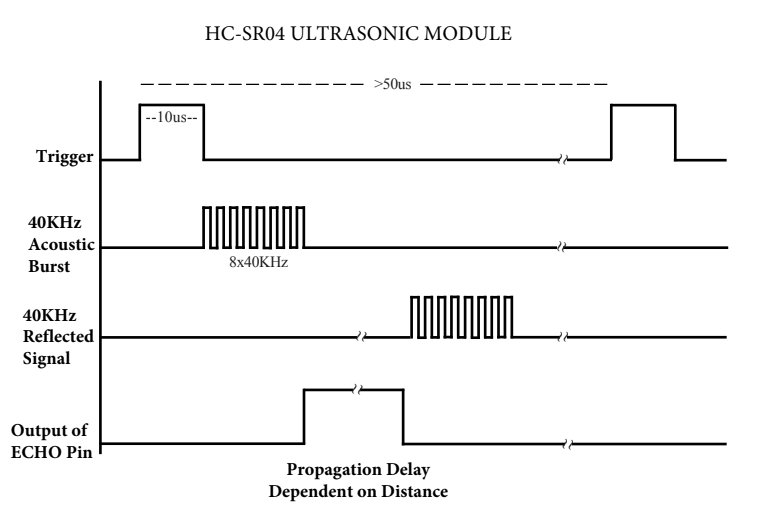 HC-SR04 ULTRASONIC MODULE
>50us
--10us--
Trigger
40KHz
Acoustic
Burst
8x40KHz
40KHz
Reflected
Signal
Output of
ECHO Pin
Propagation Delay
Dependent on Distance